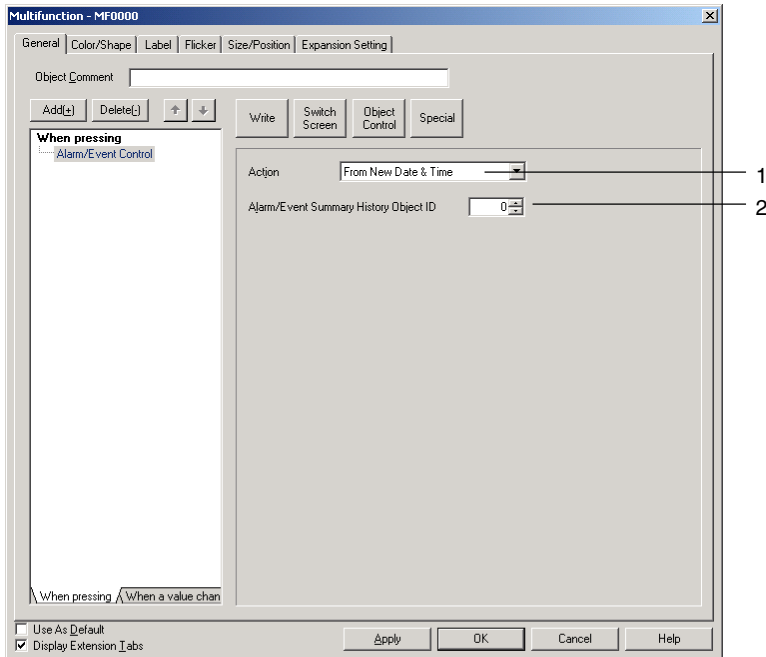 Multifunction - MF0000
General Color/Shape Label Flicker Size/Position Expansion Setting
Object Comment
Add(+) Delete(-)
Write Switch Screen Object Control Special
When pressing
Alarm/Event Control
Action From New Date & Time 1
Alarm/Event Summary History Object ID 0 2
When pressing When a value chan
Use As Default
Display Extension Tabs
Apply OK Cancel Help